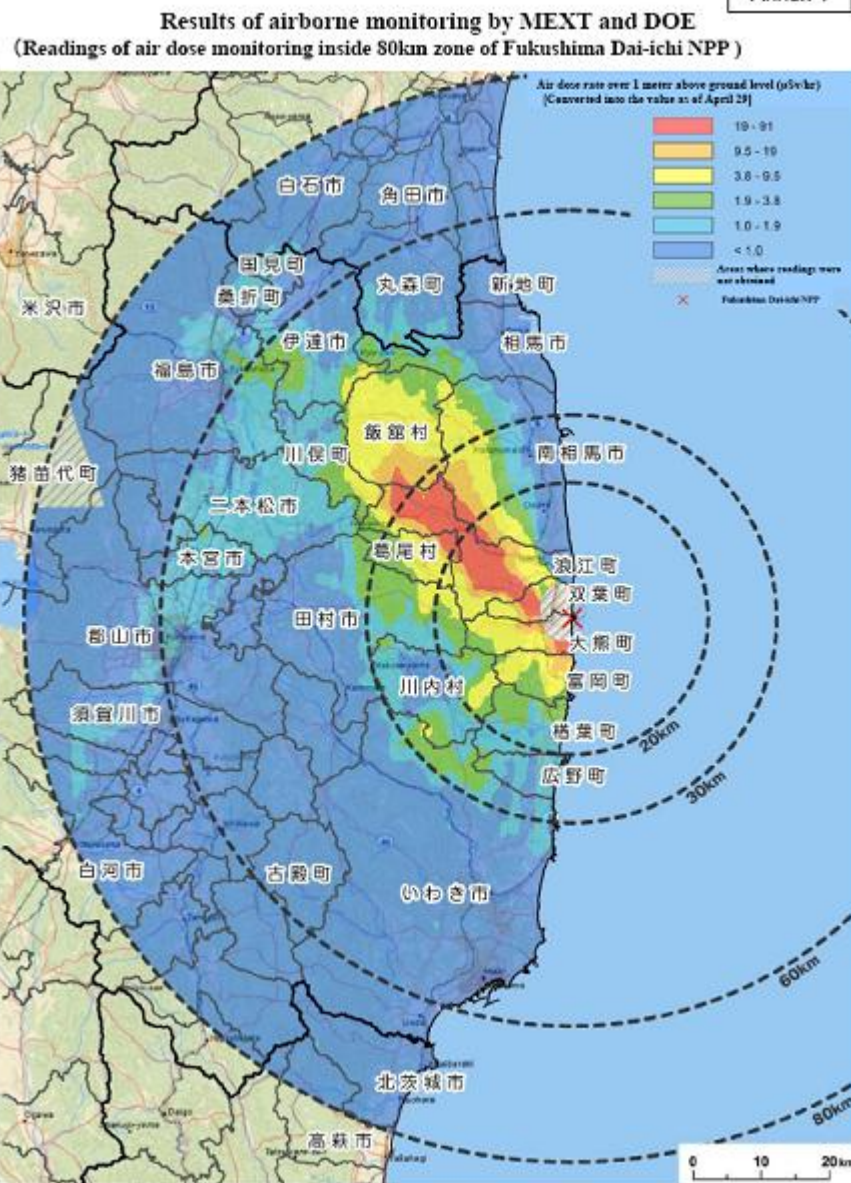 Results of airborne monitoring by MEXT and DOE
(Readings of air dose monitoring inside 80km zone of Fukushima Dai-ichi NPP )
Air dose rate over 1 meter above ground level (μSv/hr)
[Converted into the value as of April 29]
19 - 91
9.5 - 19
3.8 - 9.5
1.9 - 3.8
1.0 - 1.9
< 1.0
Areas where readings were
not obtained
Fukushima Dai-ichi NPP
白石市
角田市
国見町
丸森町
新地町
桑折町
米沢市
伊達市
相馬市
福島市
飯舘村
川俣町
南相馬市
猪苗代町
二本松市
葛尾村
本宮市
浪江町
双葉町
田村市
郡山市
大熊町
川内村
富岡町
須賀川市
楢葉町
20km
広野町
30km
白河市
古殿町
いわき市
60km
北茨城市
80km
高萩市
Daigo
0 10 20km